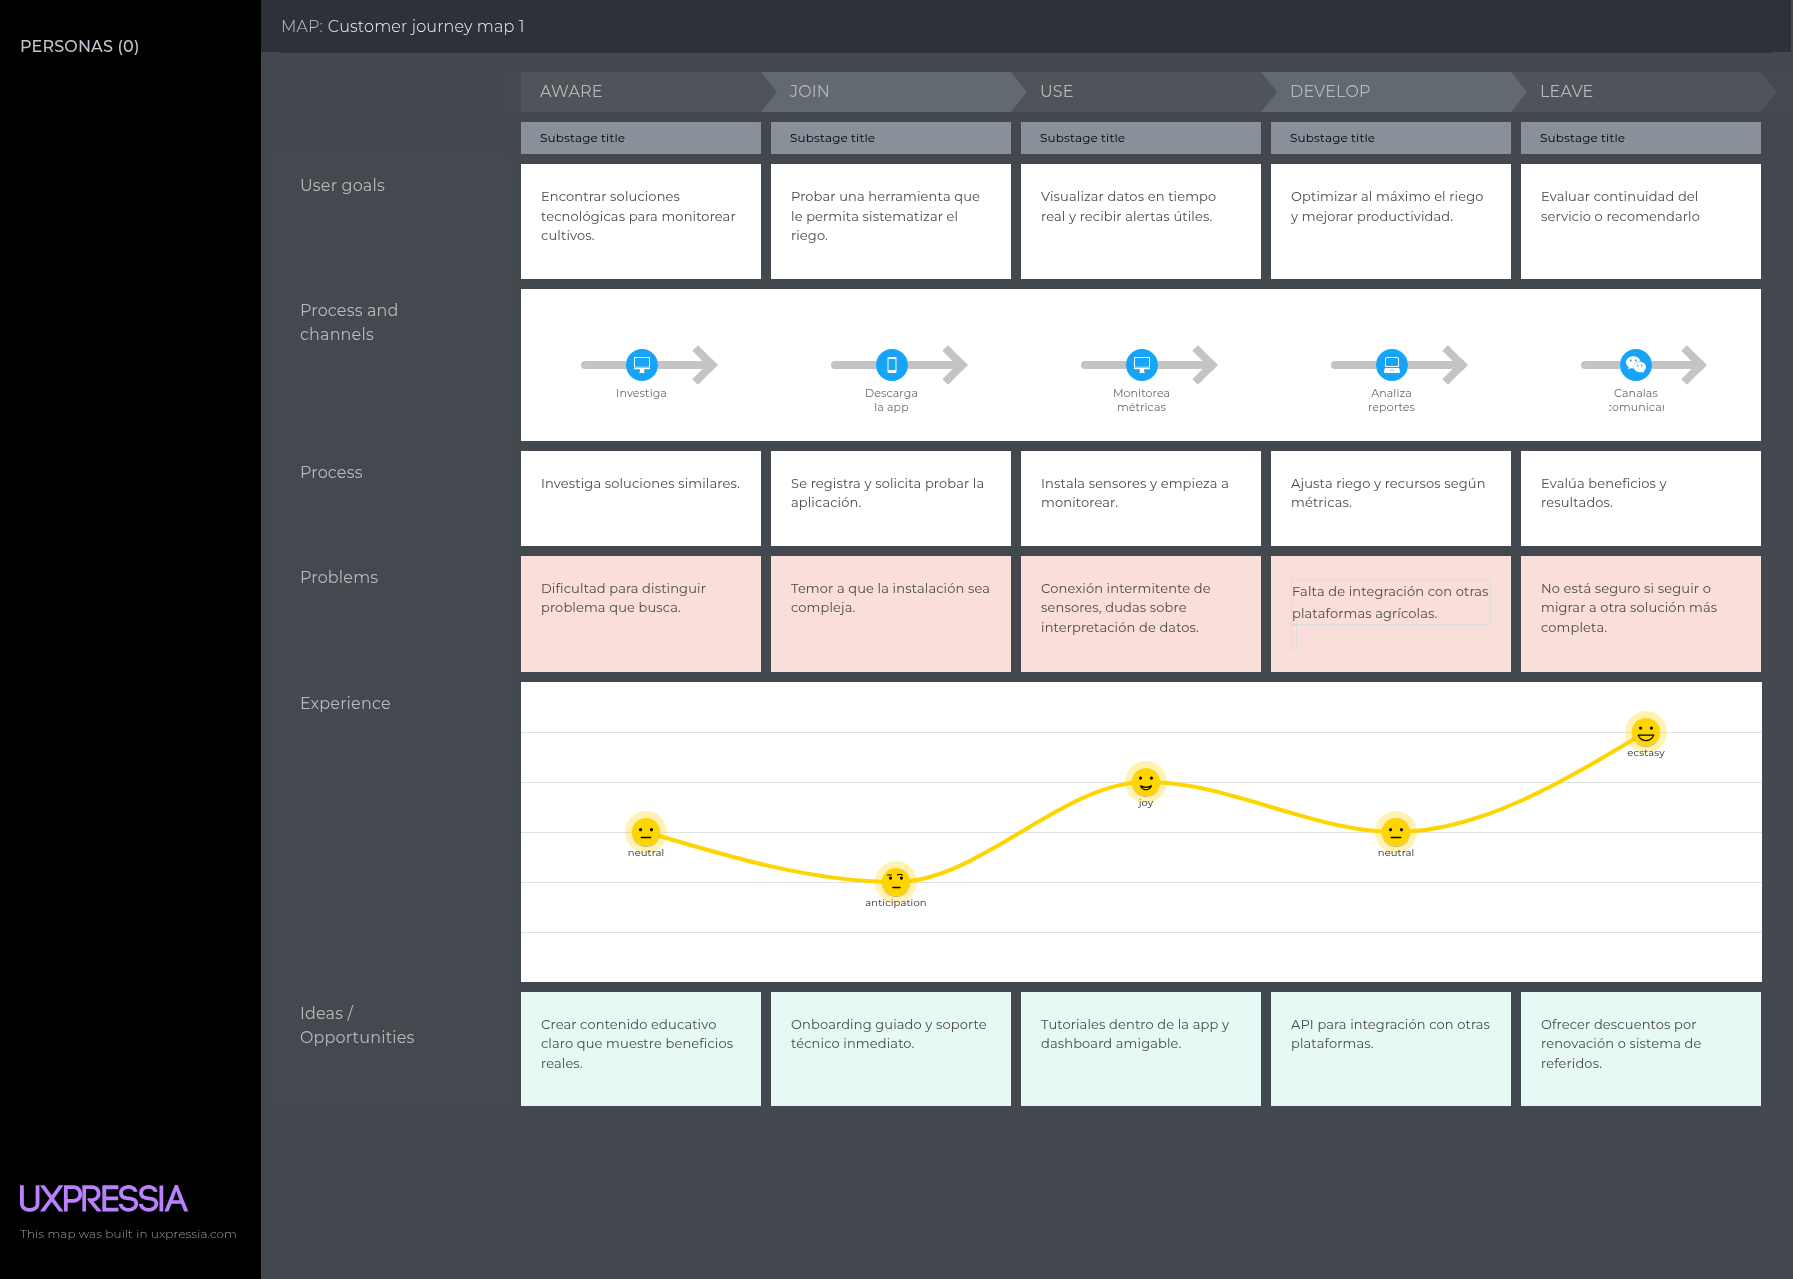 PERSONAS (0)
MAP: Customer journey map 1
AWARE
JOIN
USE
DEVELOP
LEAVE
Substage title
Substage title
Substage title
Substage title
Substage title
User goals
Encontrar soluciones
tecnológicas para monitorear
cultivos.
Probar una herramienta que
le permita sistematizar el
riego.
Visualizar datos en tiempo
real y recibir alertas útiles.
Optimizar al máximo el riego
y mejorar productividad.
Evaluar continuidad del
servicio o recomendarlo
Process and
channels
Investiga
Descarga
la app
Monitorea
métricas
Analiza
reportes
Canalas
Process
Investiga soluciones similares.
Se registra y solicita probar la
aplicación.
Instala sensores y empieza a
monitorear.
Ajusta riego y recursos según
métricas.
Evalúa beneficios y
resultados.
Problems
Dificultad para distinguir
problema que busca.
Temor a que la instalación sea
compleja.
Conexión intermitente de
sensores, dudas sobre
interpretación de datos.
Falta de integración con otras
plataformas agrícolas.
No está seguro si seguir o
migrar a otra solución más
completa.
Experience
neutral
anticipation
joy
neutral
ecstasy
Ideas /
Opportunities
Crear contenido educativo
claro que muestre beneficios
reales.
Onboarding guiado y soporte
técnico inmediato.
Tutoriales dentro de la app y
dashboard amigable.
API para integración con otras
plataformas.
Ofrecer descuentos por
renovación o sistema de
referidos.
UXPRESSIA
This map was built in uxpressia.com